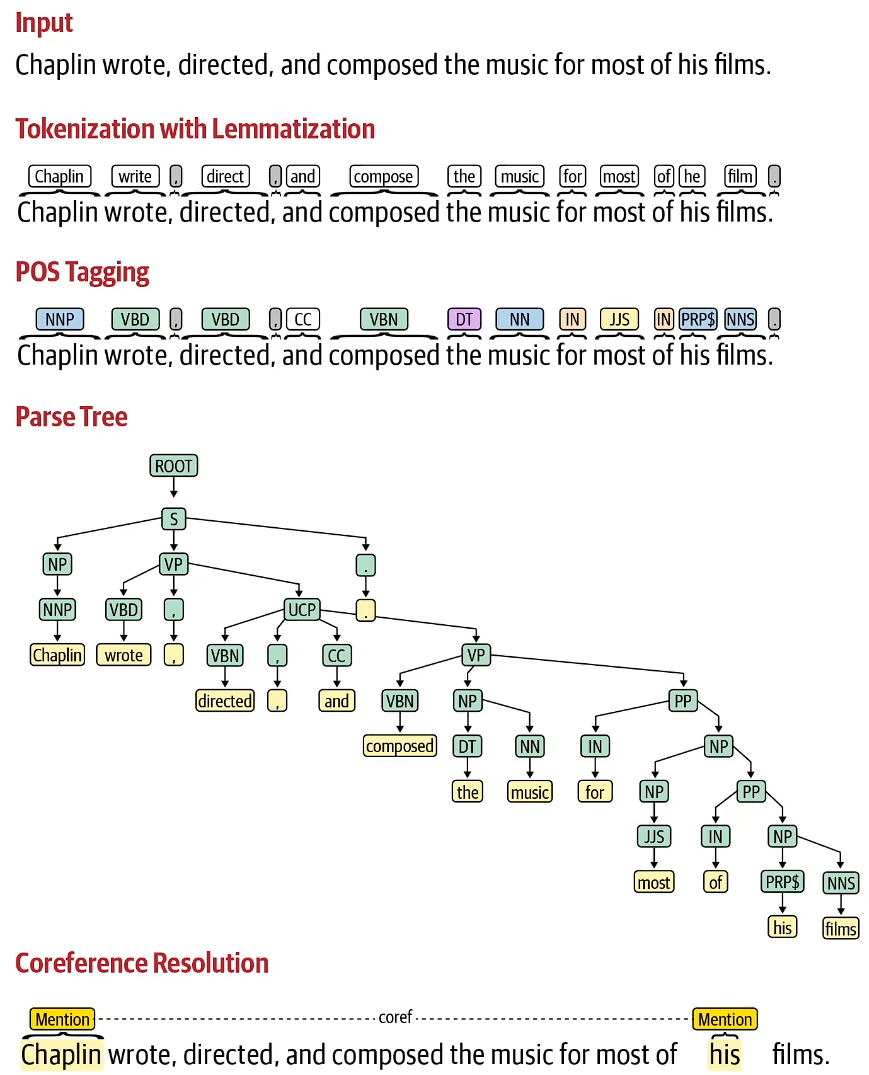 Input
Chaplin wrote, directed, and composed the music for most of his films.
Tokenization with Lemmatization
Chaplin write , direct , and compose the music for most of he film .
Chaplin wrote, directed, and composed the music for most of his films.
POS Tagging
NNP VBD , VBD , CC VBN DT NN IN JJS IN PRP$ NNS .
Chaplin wrote, directed, and composed the music for most of his films.
Parse Tree
ROOT
S
NP VP .
NNP VBD , UCP .
Chaplin wrote , VBN , CC VP
directed , and VBN NP PP
composed DT NN IN NP
the music for NP PP
JJS IN NP
most of PRP$ NNS
his films
Coreference Resolution
Mention coref Mention
Chaplin wrote, directed, and composed the music for most of his films.